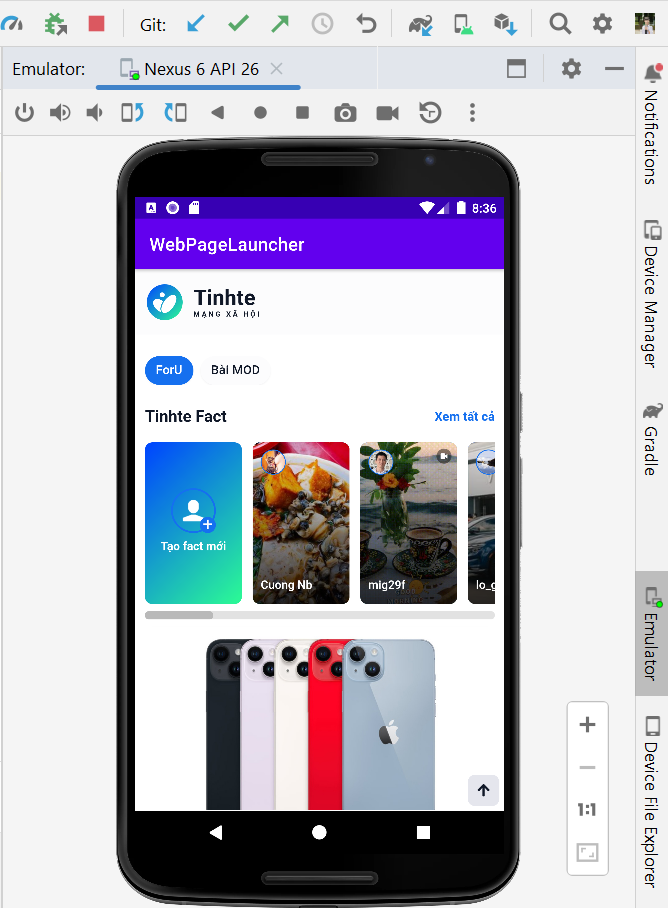 Git:
Emulator:
Nexus 6 API 26
Notifications
Device Manager
Gradle
Emulator
Device File Explorer
A
8:36
WebPageLauncher
Tinhte
MẠNG XÃ HỘI
ForU
Bài MOD
Tinhte Fact
Xem tất cả
Tạo fact mới
Cuong Nb
mig29f
lo_g
1:1